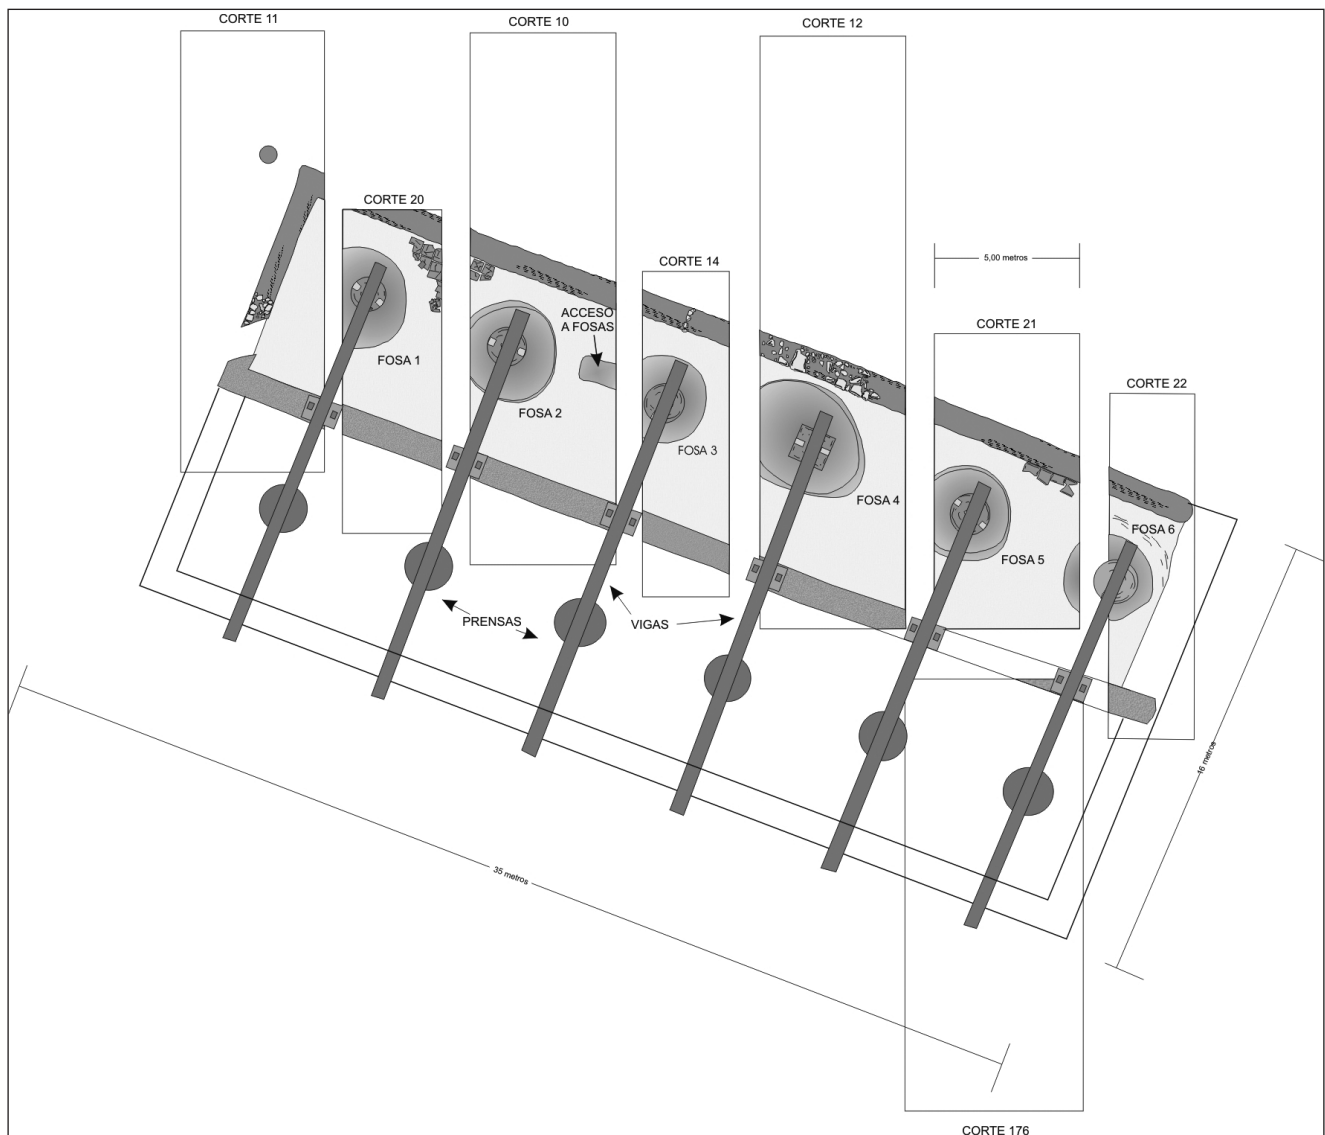 CORTE 11
CORTE 10
CORTE 12
CORTE 20
CORTE 14
5,00 metros
ACCESO
A FOSAS
CORTE 21
FOSA 1
CORTE 22
FOSA 2
FOSA 3
FOSA 4
FOSA 6
FOSA 5
PRENSAS
VIGAS
16 metros
35 metros
CORTE 176